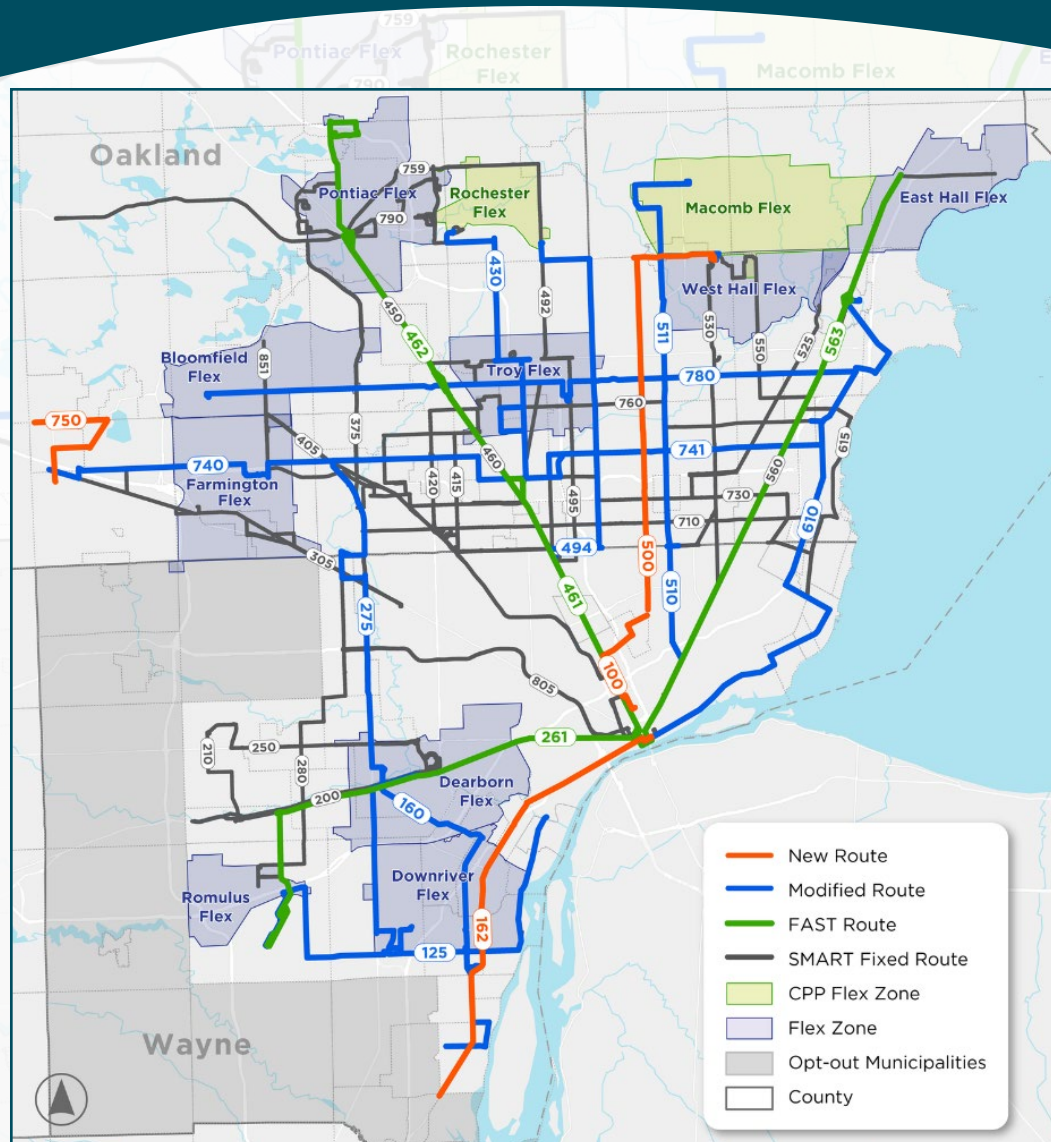 759
Pontiac Flex
Rochester
Flex
790
Macomb Flex
E
Oakland
759
Pontiac Flex
Rochester
Flex
790
Macomb Flex
East Hall Flex
430
492
West Hall Flex
450
462
511
530
550
525
563
Bloomfield
Flex
851
Troy Flex
780
750
375
760
405
740
Farmington
Flex
460
420
415
495
741
615
730
560
710
610
305
494
500
275
461
510
100
805
210
250
261
280
200
Dearborn
Flex
160
Downriver
Flex
Romulus
Flex
162
125
Wayne
New Route
Modified Route
FAST Route
SMART Fixed Route
CPP Flex Zone
Flex Zone
Opt-out Municipalities
County